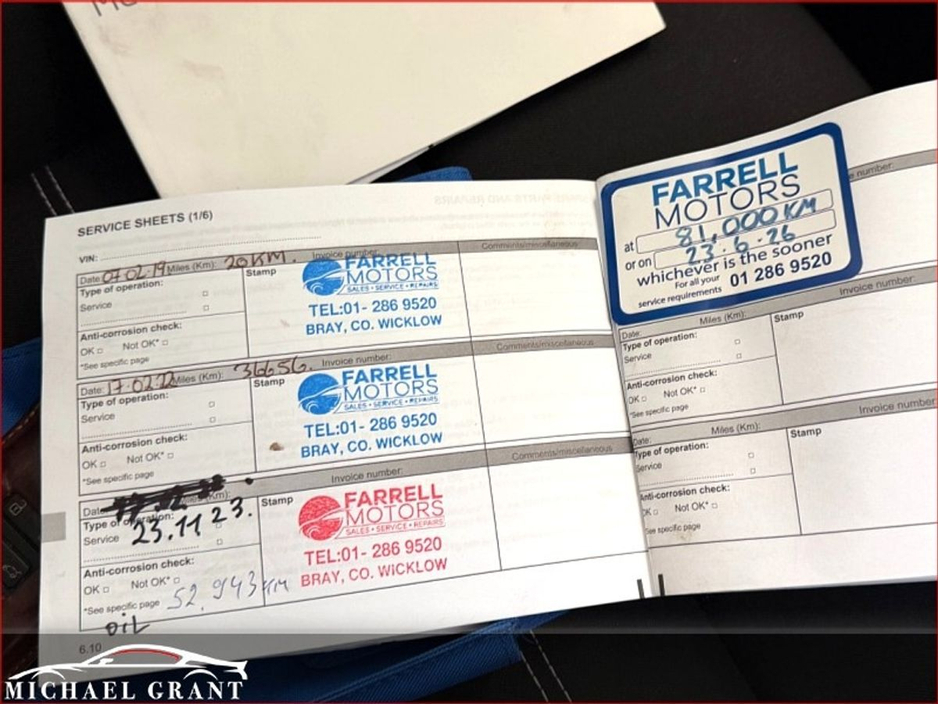 SERVICE SHEETS (1/6)
VIN:
Date: 07.02.19 Miles (Km): 20KM. Invoice number:
Comments/miscellaneous
Type of operation:
Service
Stamp
FARRELL
MOTORS
SALES • SERVICE • REPAIRS
TEL:01- 286 9520
BRAY, CO. WICKLOW
Anti-corrosion check:
OK Not OK*
*See specific page
Date: 17.02.22 Miles (Km): 36656. Invoice number:
Comments/miscellaneous
Type of operation:
Service
Stamp
FARRELL
MOTORS
SALES • SERVICE • REPAIRS
TEL:01- 286 9520
BRAY, CO. WICKLOW
Anti-corrosion check:
OK Not OK*
*See specific page
Invoice number:
Comments/miscellaneous
Type of operation:
Service 23.11 23.
Stamp
FARRELL
MOTORS
SALES • SERVICE • REPAIRS
TEL:01- 286 9520
BRAY, CO. WICKLOW
Anti-corrosion check:
OK Not OK*
*See specific page 52,943 KM
OIL
6.10
FARRELL
MOTORS
at 81,000 KM
or on 23.6.26
whichever is the sooner
For all your
service requirements 01 286 9520
Date: Miles (Km): Invoice number:
Type of operation:
Service
Stamp
Anti-corrosion check:
OK Not OK*
*See specific page
Date: Miles (Km): Invoice number:
Type of operation:
Service
Stamp
Anti-corrosion check:
OK Not OK*
*See specific page
MICHAEL GRANT